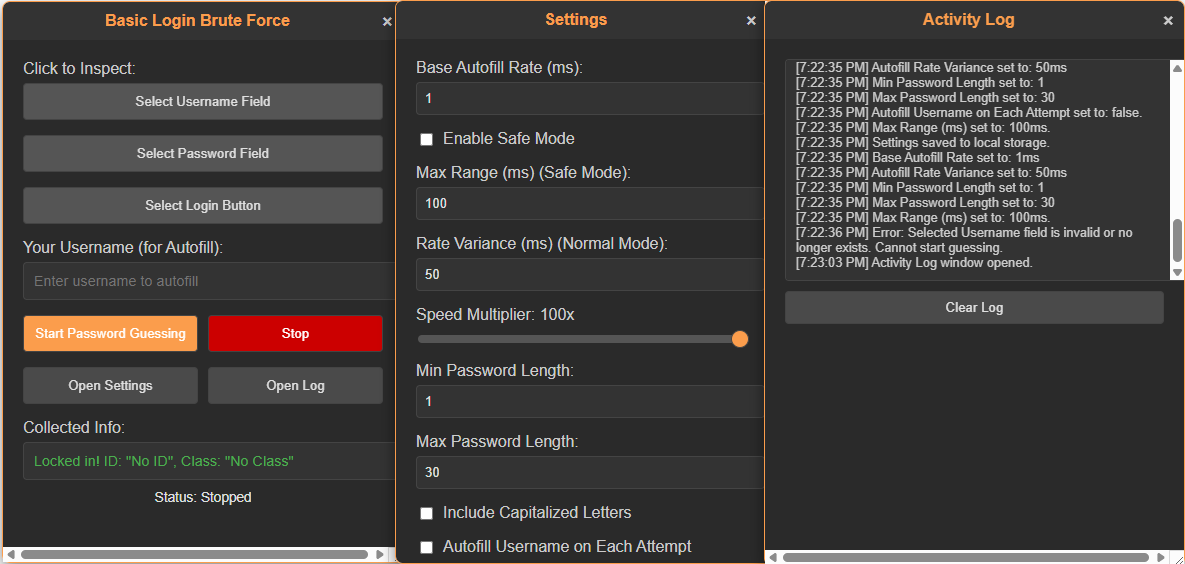 Basic Login Brute Force ×
Click to Inspect:
Select Username Field
Select Password Field
Select Login Button
Your Username (for Autofill):
Enter username to autofill
Start Password Guessing Stop
Open Settings Open Log
Collected Info:
Locked in! ID: "No ID", Class: "No Class"
Status: Stopped
Settings ×
Base Autofill Rate (ms):
1
Enable Safe Mode
Max Range (ms) (Safe Mode):
100
Rate Variance (ms) (Normal Mode):
50
Speed Multiplier: 100x
Min Password Length:
1
Max Password Length:
30
Include Capitalized Letters
Autofill Username on Each Attempt
Activity Log ×
[7:22:35 PM] Autofill Rate Variance set to: 50ms
[7:22:35 PM] Min Password Length set to: 1
[7:22:35 PM] Max Password Length set to: 30
[7:22:35 PM] Autofill Username on Each Attempt set to: false.
[7:22:35 PM] Max Range (ms) set to: 100ms.
[7:22:35 PM] Settings saved to local storage.
[7:22:35 PM] Base Autofill Rate set to: 1ms
[7:22:35 PM] Autofill Rate Variance set to: 50ms
[7:22:35 PM] Min Password Length set to: 1
[7:22:35 PM] Max Password Length set to: 30
[7:22:35 PM] Max Range (ms) set to: 100ms.
[7:22:36 PM] Error: Selected Username field is invalid or no
longer exists. Cannot start guessing.
[7:23:03 PM] Activity Log window opened.
Clear Log